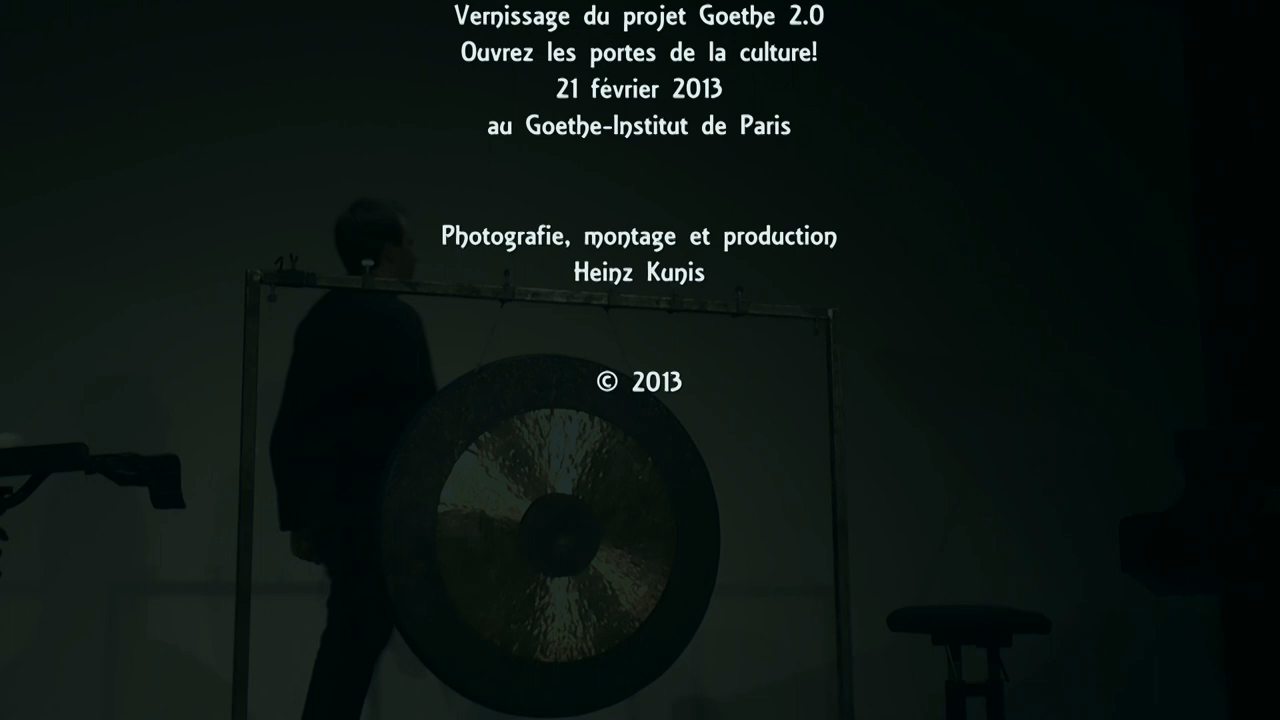 Vernissage du projet Goethe 2.0
Ouvrez les portes de la culture!
21 février 2013
au Goethe-Institut de Paris
Photografie, montage et production
Heinz Kunis
© 2013